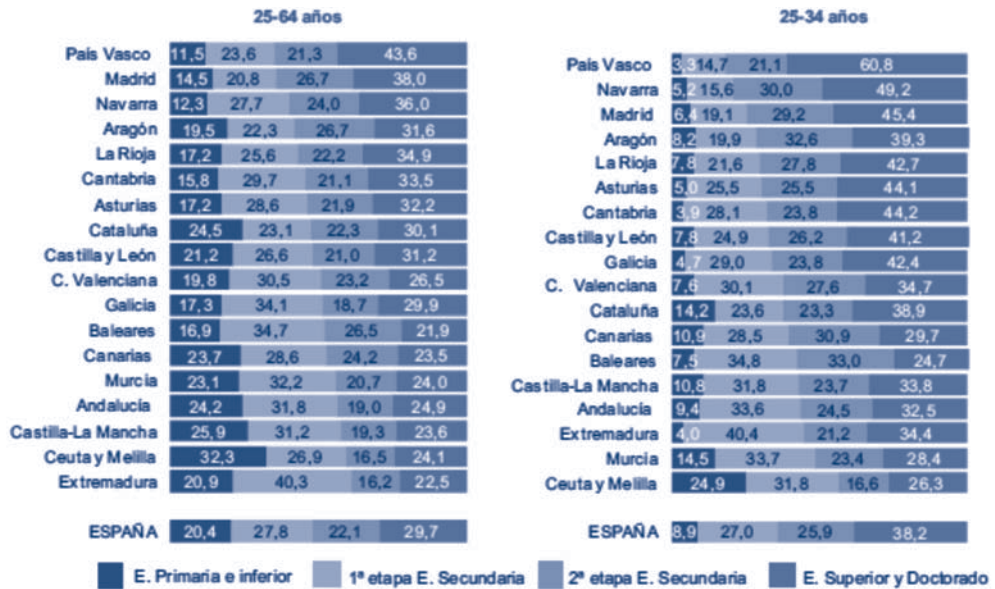 25-64 años
País Vasco 11,5 23,6 21,3 43,6
Madrid 14,5 20,8 26,7 38,0
Navarra 12,3 27,7 24,0 36,0
Aragón 19,5 22,3 26,7 31,6
La Rioja 17,2 25,6 22,2 34,9
Cantabria 15,8 29,7 21,1 33,5
Asturias 17,2 28,6 21,9 32,2
Cataluña 24,5 23,1 22,3 30,1
Castilla y León 21,2 26,6 21,0 31,2
C. Valenciana 19,8 30,5 23,2 26,5
Galicia 17,3 34,1 18,7 29,9
Baleares 16,9 34,7 26,5 21,9
Canarias 23,7 28,6 24,2 23,5
Murcia 23,1 32,2 20,7 24,0
Andalucía 24,2 31,8 19,0 24,9
Castilla-La Mancha 25,9 31,2 19,3 23,6
Ceuta y Melilla 32,3 26,9 16,5 24,1
Extremadura 20,9 40,3 16,2 22,5
ESPAÑA 20,4 27,8 22,1 29,7
25-34 años
País Vasco 3,3 14,7 21,1 60,8
Navarra 5,2 15,6 30,0 49,2
Madrid 6,4 19,1 29,2 45,4
Aragón 8,2 19,9 32,6 39,3
La Rioja 7,8 21,6 27,8 42,7
Asturias 5,0 25,5 25,5 44,1
Cantabria 3,9 28,1 23,8 44,2
Castilla y León 7,8 24,9 26,2 41,2
Galicia 4,7 29,0 23,8 42,4
C. Valenciana 7,6 30,1 27,6 34,7
Cataluña 14,2 23,6 23,3 38,9
Canarias 10,9 28,5 30,9 29,7
Baleares 7,5 34,8 33,0 24,7
Castilla-La Mancha 10,8 31,8 23,7 33,8
Andalucía 9,4 33,6 24,5 32,5
Extremadura 4,0 40,4 21,2 34,4
Murcia 14,5 33,7 23,4 28,4
Ceuta y Melilla 24,9 31,8 16,6 26,3
ESPAÑA 8,9 27,0 25,9 38,2
E. Primaria e inferior 1ª etapa E. Secundaria 2ª etapa E. Secundaria E. Superior y Doctorado